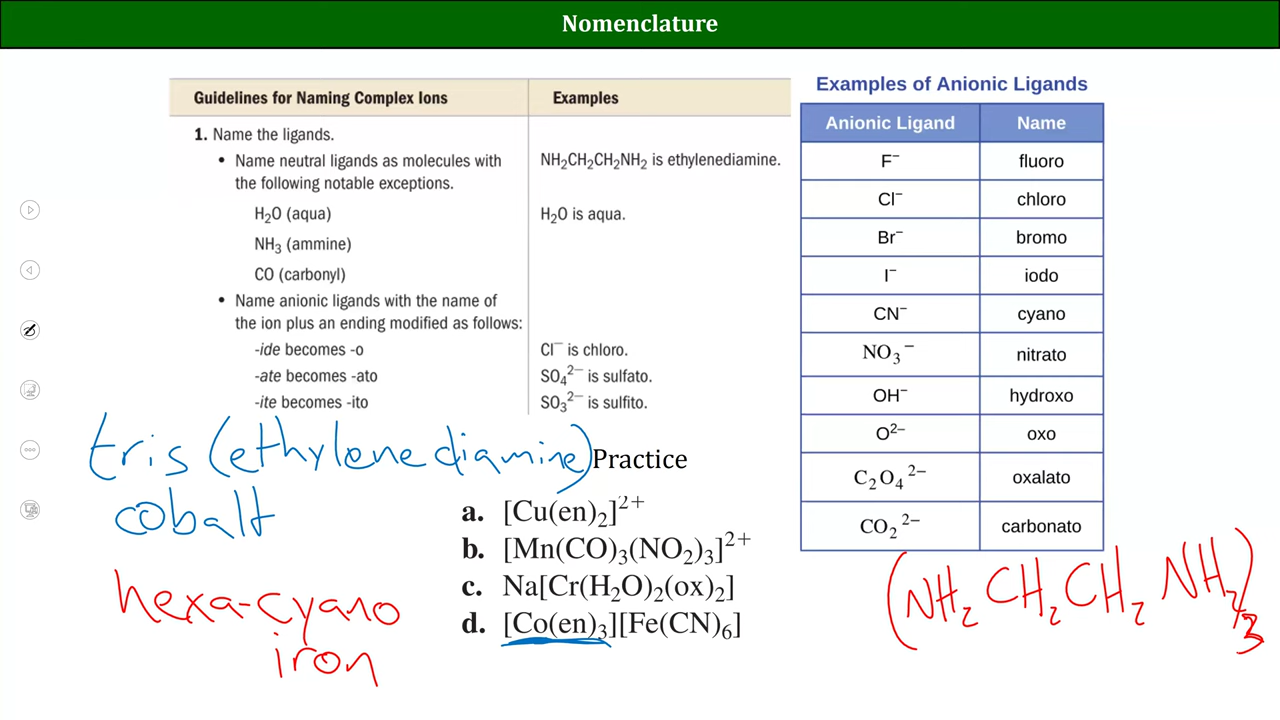 Nomenclature
Guidelines for Naming Complex Ions Examples
1. Name the ligands.
• Name neutral ligands as molecules with
the following notable exceptions.
NH₂CH₂CH₂NH₂ is ethylenediamine.
H₂O (aqua) H₂O is aqua.
NH₃ (ammine)
CO (carbonyl)
• Name anionic ligands with the name of
the ion plus an ending modified as follows:
-ide becomes -o Cl⁻ is chloro.
-ate becomes -ato SO₄²⁻ is sulfato.
-ite becomes -ito SO₃²⁻ is sulfito.
Examples of Anionic Ligands
Anionic Ligand Name
F⁻ fluoro
Cl⁻ chloro
Br⁻ bromo
I⁻ iodo
CN⁻ cyano
NO₃⁻ nitrato
OH⁻ hydroxo
O²⁻ oxo
C₂O₄²⁻ oxalato
CO₂²⁻ carbonato
tris (ethylenediamine)
cobalt
hexa-cyano
iron
Practice
a. [Cu(en)₂]²⁺
b. [Mn(CO)₃(NO₂)₃]²⁺
c. Na[Cr(H₂O)₂(ox)₂]
d. [Co(en)₃][Fe(CN)₆]
(NH₂CH₂CH₂NH₂)₃